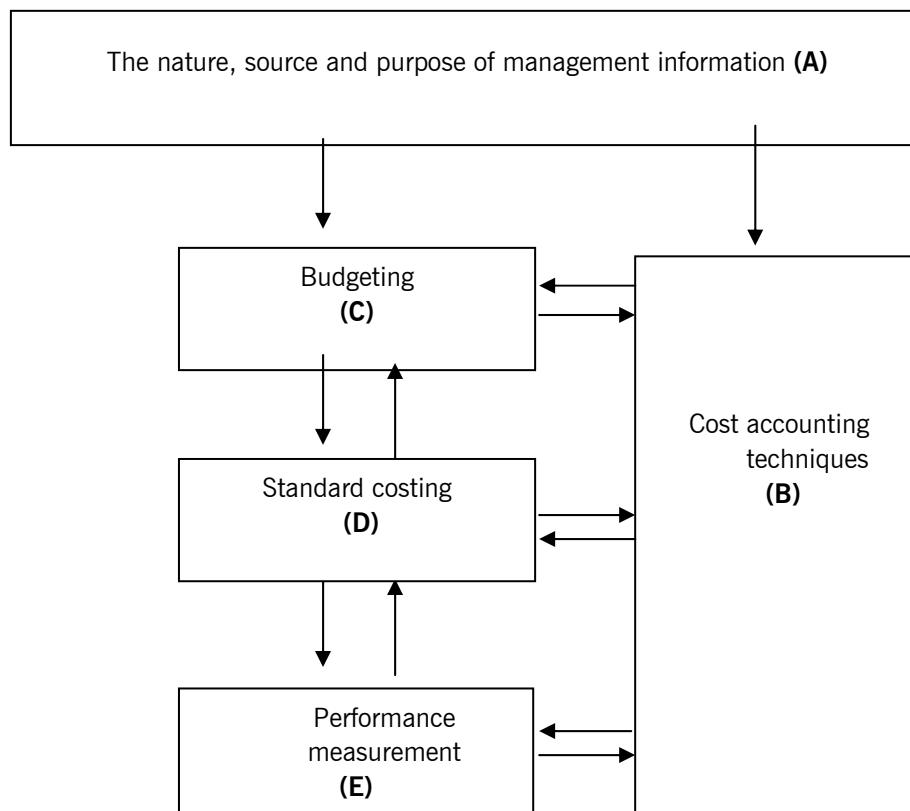 The nature, source and purpose of management information (A)
Budgeting
(C)
Cost accounting
techniques
(B)
Standard costing
(D)
Performance
measurement
(E)